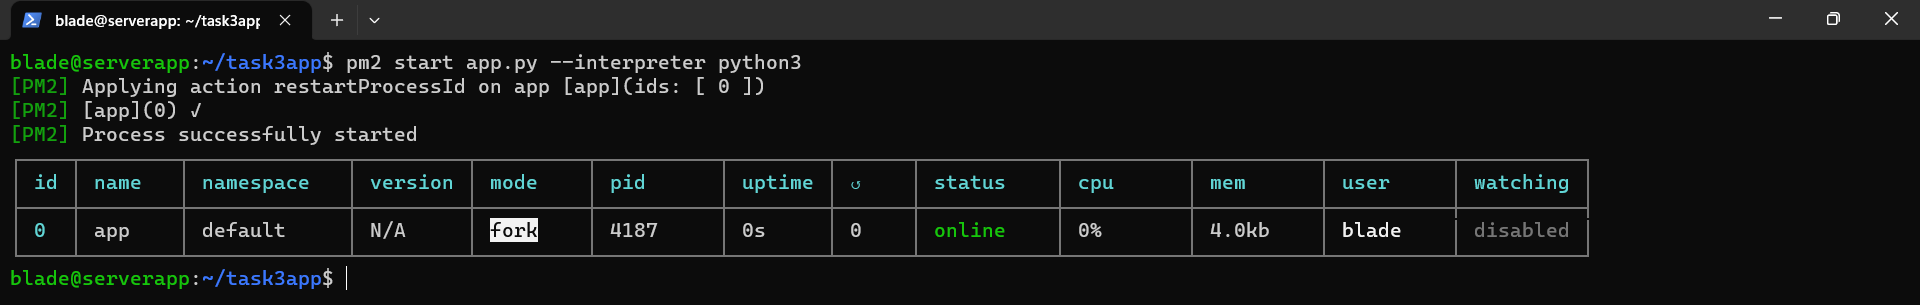 blade@serverapp: ~/task3app
blade@serverapp:~/task3app$ pm2 start app.py --interpreter python3
[PM2] Applying action restartProcessId on app [app](ids: [ 0 ])
[PM2] [app](0) ✓
[PM2] Process successfully started
id name namespace version mode pid uptime ↺ status cpu mem user watching
0 app default N/A fork 4187 0s 0 online 0% 4.0kb blade disabled
blade@serverapp:~/task3app$